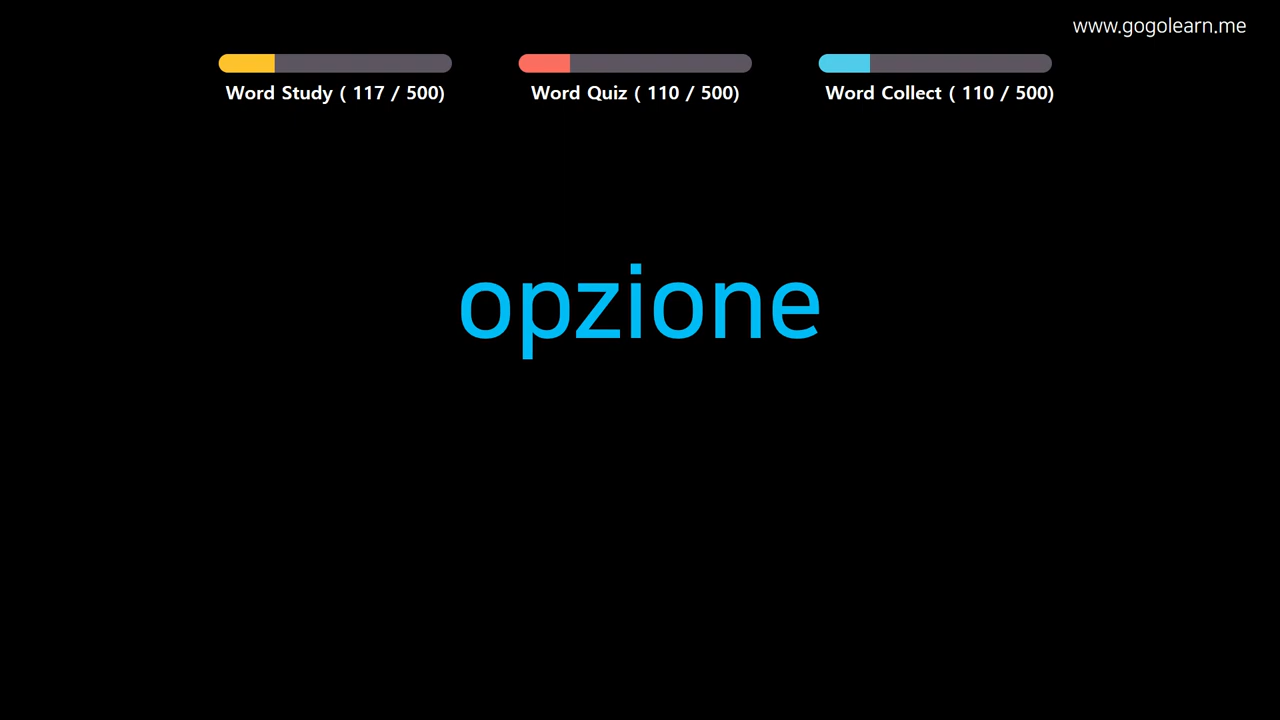 www.gogolearn.me
Word Study ( 117 / 500)
Word Quiz ( 110 / 500)
Word Collect ( 110 / 500)
opzione